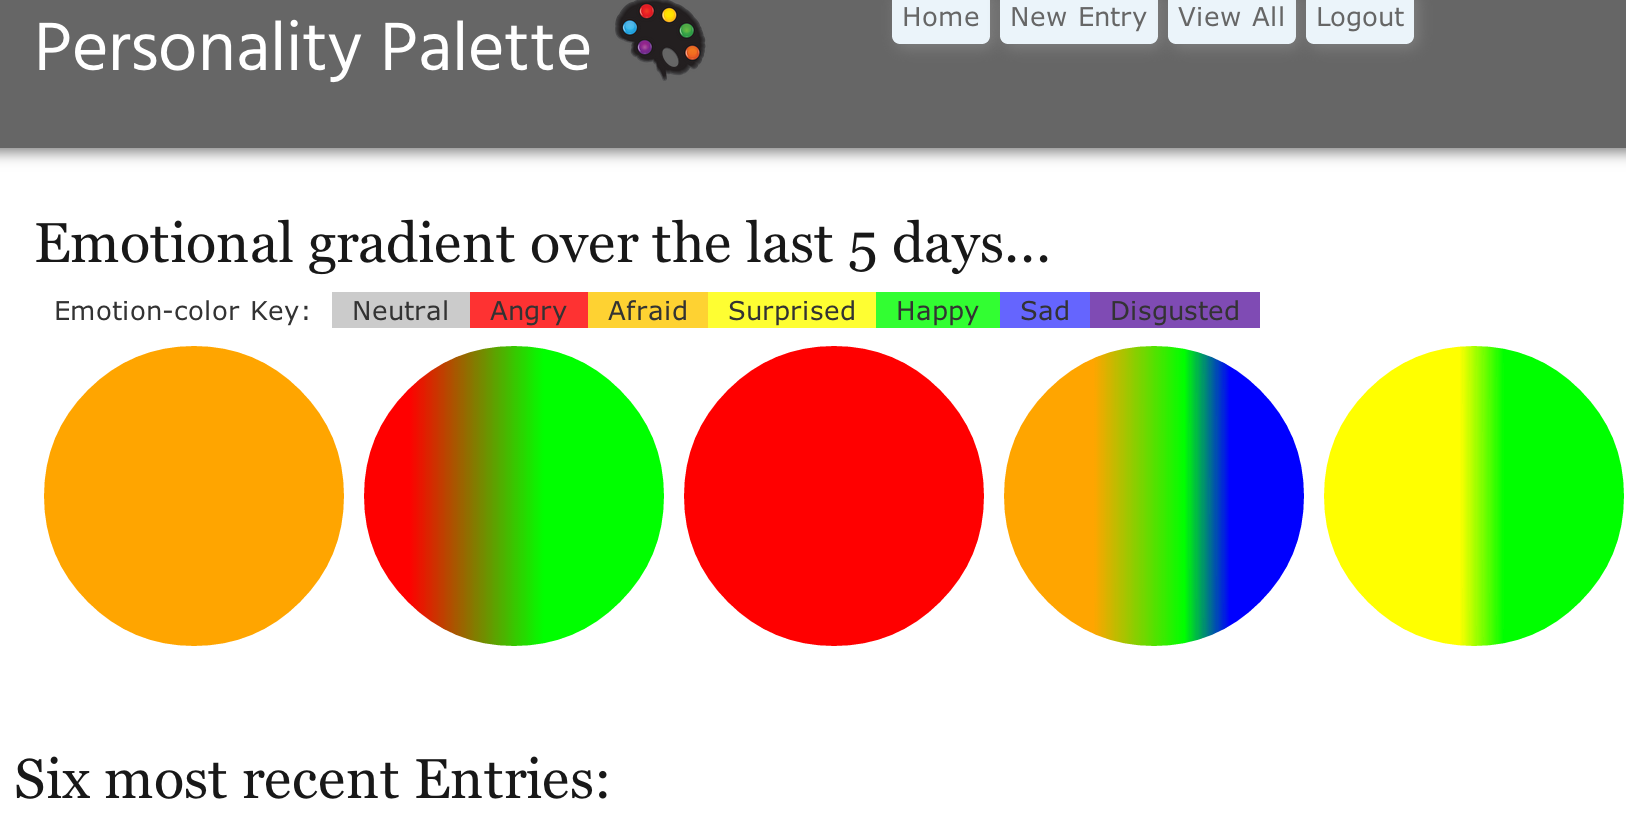 Personality Palette
Home New Entry View All Logout
Emotional gradient over the last 5 days...
Emotion-color Key: Neutral Angry Afraid Surprised Happy Sad Disgusted
Six most recent Entries: